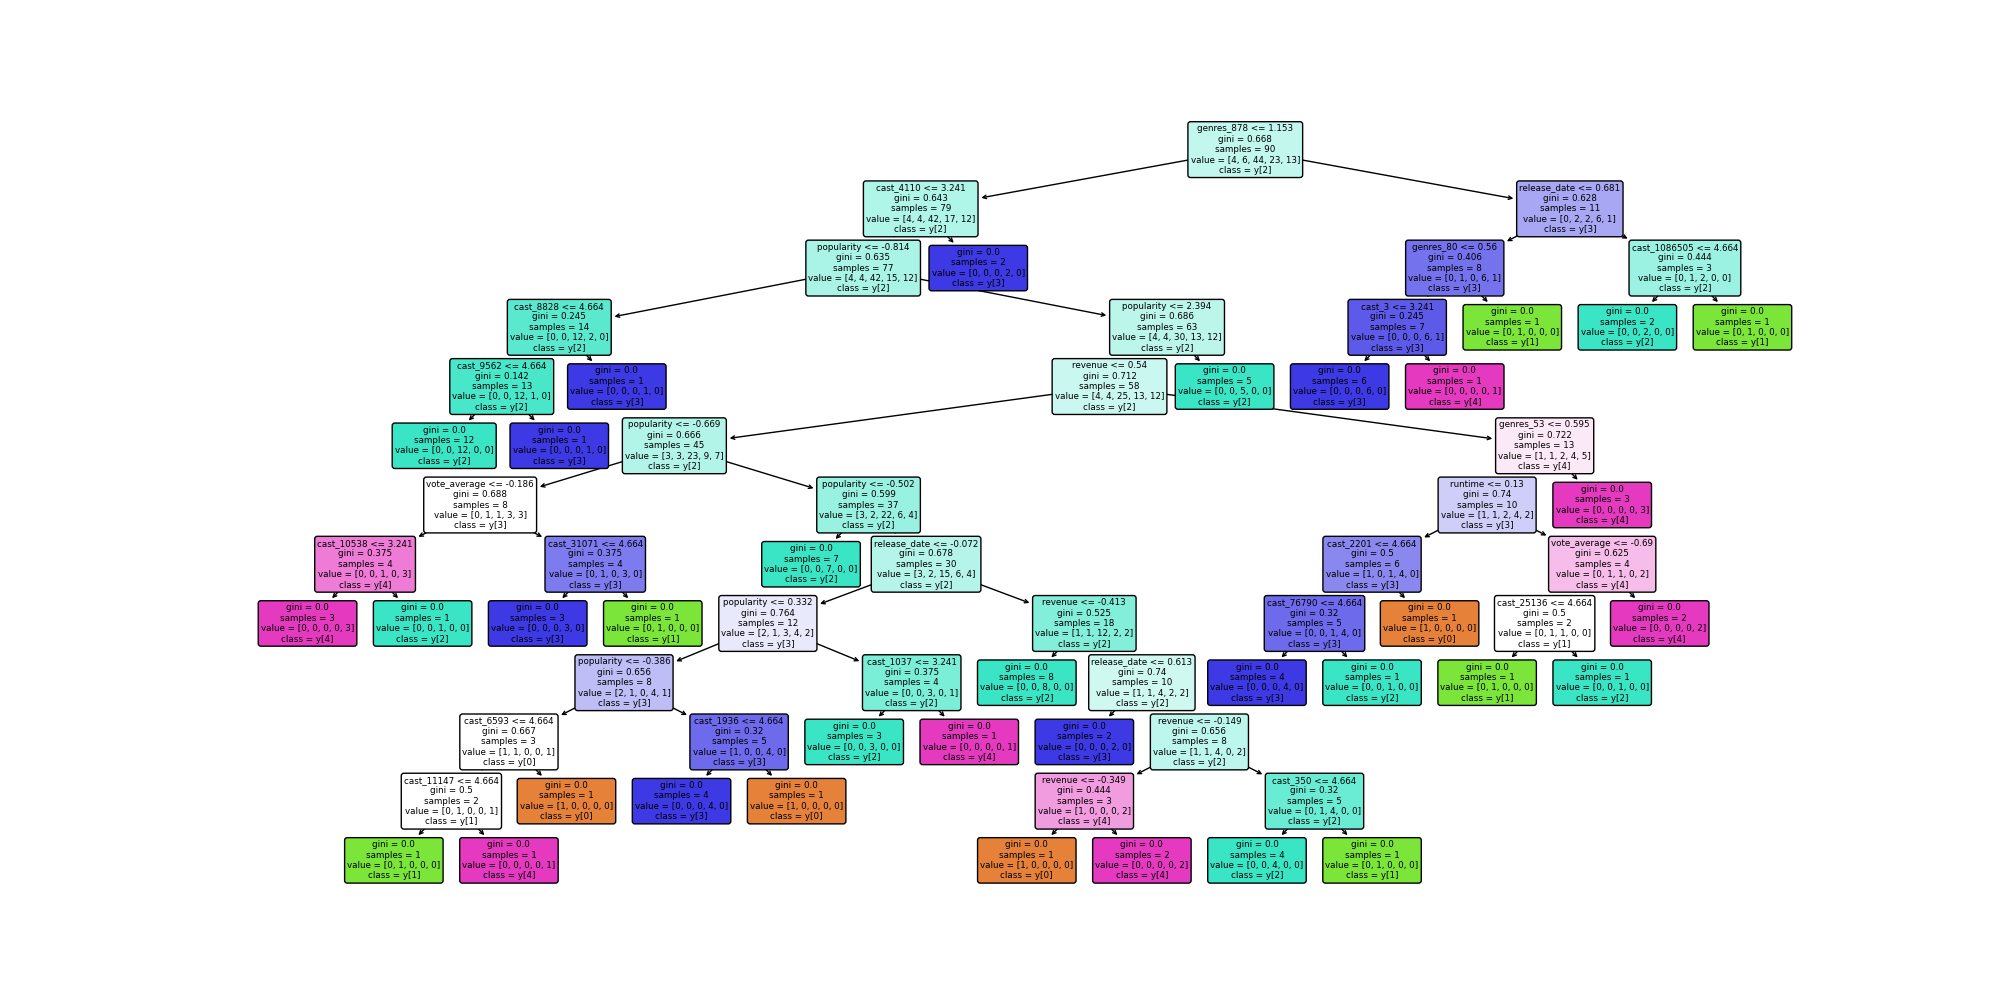 genres_878 <= 1.153
gini = 0.668
samples = 90
value = [4, 6, 44, 23, 13]
class = y[2]
cast_4110 <= 3.241
gini = 0.643
samples = 79
value = [4, 4, 42, 17, 12]
class = y[2]
release_date <= 0.681
gini = 0.628
samples = 11
value = [0, 2, 2, 6, 1]
class = y[3]
popularity <= -0.814
gini = 0.635
samples = 77
value = [4, 4, 42, 15, 12]
class = y[2]
gini = 0.0
samples = 2
value = [0, 0, 0, 2, 0]
class = y[3]
genres_80 <= 0.56
gini = 0.406
samples = 8
value = [0, 1, 0, 6, 1]
class = y[3]
cast_1086505 <= 4.664
gini = 0.444
samples = 3
value = [0, 1, 2, 0, 0]
class = y[2]
cast_8828 <= 4.664
gini = 0.245
samples = 14
value = [0, 0, 12, 2, 0]
class = y[2]
popularity <= 2.394
gini = 0.686
samples = 63
value = [4, 4, 30, 13, 12]
class = y[2]
cast_3 <= 3.241
gini = 0.245
samples = 7
value = [0, 0, 0, 6, 1]
class = y[3]
gini = 0.0
samples = 1
value = [0, 1, 0, 0, 0]
class = y[1]
gini = 0.0
samples = 2
value = [0, 0, 2, 0, 0]
class = y[2]
gini = 0.0
samples = 1
value = [0, 1, 0, 0, 0]
class = y[1]
cast_9562 <= 4.664
gini = 0.142
samples = 13
value = [0, 0, 12, 1, 0]
class = y[2]
gini = 0.0
samples = 1
value = [0, 0, 0, 1, 0]
class = y[3]
revenue <= 0.54
gini = 0.712
samples = 58
value = [4, 4, 25, 13, 12]
class = y[2]
gini = 0.0
samples = 5
value = [0, 0, 5, 0, 0]
class = y[2]
gini = 0.0
samples = 6
value = [0, 0, 0, 6, 0]
class = y[3]
gini = 0.0
samples = 1
value = [0, 0, 0, 0, 1]
class = y[4]
gini = 0.0
samples = 12
value = [0, 0, 12, 0, 0]
class = y[2]
gini = 0.0
samples = 1
value = [0, 0, 0, 1, 0]
class = y[3]
popularity <= -0.669
gini = 0.666
samples = 45
value = [3, 3, 23, 9, 7]
class = y[2]
genres_53 <= 0.595
gini = 0.722
samples = 13
value = [1, 1, 2, 4, 5]
class = y[4]
vote_average <= -0.186
gini = 0.688
samples = 8
value = [0, 1, 1, 3, 3]
class = y[3]
popularity <= -0.502
gini = 0.599
samples = 37
value = [3, 2, 22, 6, 4]
class = y[2]
runtime <= 0.13
gini = 0.74
samples = 10
value = [1, 1, 2, 4, 2]
class = y[3]
gini = 0.0
samples = 3
value = [0, 0, 0, 0, 3]
class = y[4]
cast_10538 <= 3.241
gini = 0.375
samples = 4
value = [0, 0, 1, 0, 3]
class = y[4]
cast_31071 <= 4.664
gini = 0.375
samples = 4
value = [0, 1, 0, 3, 0]
class = y[3]
gini = 0.0
samples = 7
value = [0, 0, 7, 0, 0]
class = y[2]
release_date <= -0.072
gini = 0.678
samples = 30
value = [3, 2, 15, 6, 4]
class = y[2]
cast_2201 <= 4.664
gini = 0.5
samples = 6
value = [1, 0, 1, 4, 0]
class = y[3]
vote_average <= -0.69
gini = 0.625
samples = 4
value = [0, 1, 1, 0, 2]
class = y[4]
gini = 0.0
samples = 3
value = [0, 0, 0, 0, 3]
class = y[4]
gini = 0.0
samples = 1
value = [0, 0, 1, 0, 0]
class = y[2]
gini = 0.0
samples = 3
value = [0, 0, 0, 3, 0]
class = y[3]
gini = 0.0
samples = 1
value = [0, 1, 0, 0, 0]
class = y[1]
popularity <= 0.332
gini = 0.764
samples = 12
value = [2, 1, 3, 4, 2]
class = y[3]
revenue <= -0.413
gini = 0.525
samples = 18
value = [1, 1, 12, 2, 2]
class = y[2]
cast_76790 <= 4.664
gini = 0.32
samples = 5
value = [0, 0, 1, 4, 0]
class = y[3]
gini = 0.0
samples = 1
value = [1, 0, 0, 0, 0]
class = y[0]
cast_25136 <= 4.664
gini = 0.5
samples = 2
value = [0, 1, 1, 0, 0]
class = y[1]
gini = 0.0
samples = 2
value = [0, 0, 0, 0, 2]
class = y[4]
popularity <= -0.386
gini = 0.656
samples = 8
value = [2, 1, 0, 4, 1]
class = y[3]
cast_1037 <= 3.241
gini = 0.375
samples = 4
value = [0, 0, 3, 0, 1]
class = y[2]
gini = 0.0
samples = 8
value = [0, 0, 8, 0, 0]
class = y[2]
release_date <= 0.613
gini = 0.74
samples = 10
value = [1, 1, 4, 2, 2]
class = y[2]
gini = 0.0
samples = 4
value = [0, 0, 0, 4, 0]
class = y[3]
gini = 0.0
samples = 1
value = [0, 0, 1, 0, 0]
class = y[2]
gini = 0.0
samples = 1
value = [0, 1, 0, 0, 0]
class = y[1]
gini = 0.0
samples = 1
value = [0, 0, 1, 0, 0]
class = y[2]
cast_6593 <= 4.664
gini = 0.667
samples = 3
value = [1, 1, 0, 0, 1]
class = y[0]
cast_1936 <= 4.664
gini = 0.32
samples = 5
value = [1, 0, 0, 4, 0]
class = y[3]
gini = 0.0
samples = 3
value = [0, 0, 3, 0, 0]
class = y[2]
gini = 0.0
samples = 1
value = [0, 0, 0, 0, 1]
class = y[4]
gini = 0.0
samples = 2
value = [0, 0, 0, 2, 0]
class = y[3]
revenue <= -0.149
gini = 0.656
samples = 8
value = [1, 1, 4, 0, 2]
class = y[2]
cast_11147 <= 4.664
gini = 0.5
samples = 2
value = [0, 1, 0, 0, 1]
class = y[1]
gini = 0.0
samples = 1
value = [1, 0, 0, 0, 0]
class = y[0]
gini = 0.0
samples = 4
value = [0, 0, 0, 4, 0]
class = y[3]
gini = 0.0
samples = 1
value = [1, 0, 0, 0, 0]
class = y[0]
revenue <= -0.349
gini = 0.444
samples = 3
value = [1, 0, 0, 0, 2]
class = y[4]
cast_350 <= 4.664
gini = 0.32
samples = 5
value = [0, 1, 4, 0, 0]
class = y[2]
gini = 0.0
samples = 1
value = [0, 1, 0, 0, 0]
class = y[1]
gini = 0.0
samples = 1
value = [0, 0, 0, 0, 1]
class = y[4]
gini = 0.0
samples = 1
value = [1, 0, 0, 0, 0]
class = y[0]
gini = 0.0
samples = 2
value = [0, 0, 0, 0, 2]
class = y[4]
gini = 0.0
samples = 4
value = [0, 0, 4, 0, 0]
class = y[2]
gini = 0.0
samples = 1
value = [0, 1, 0, 0, 0]
class = y[1]